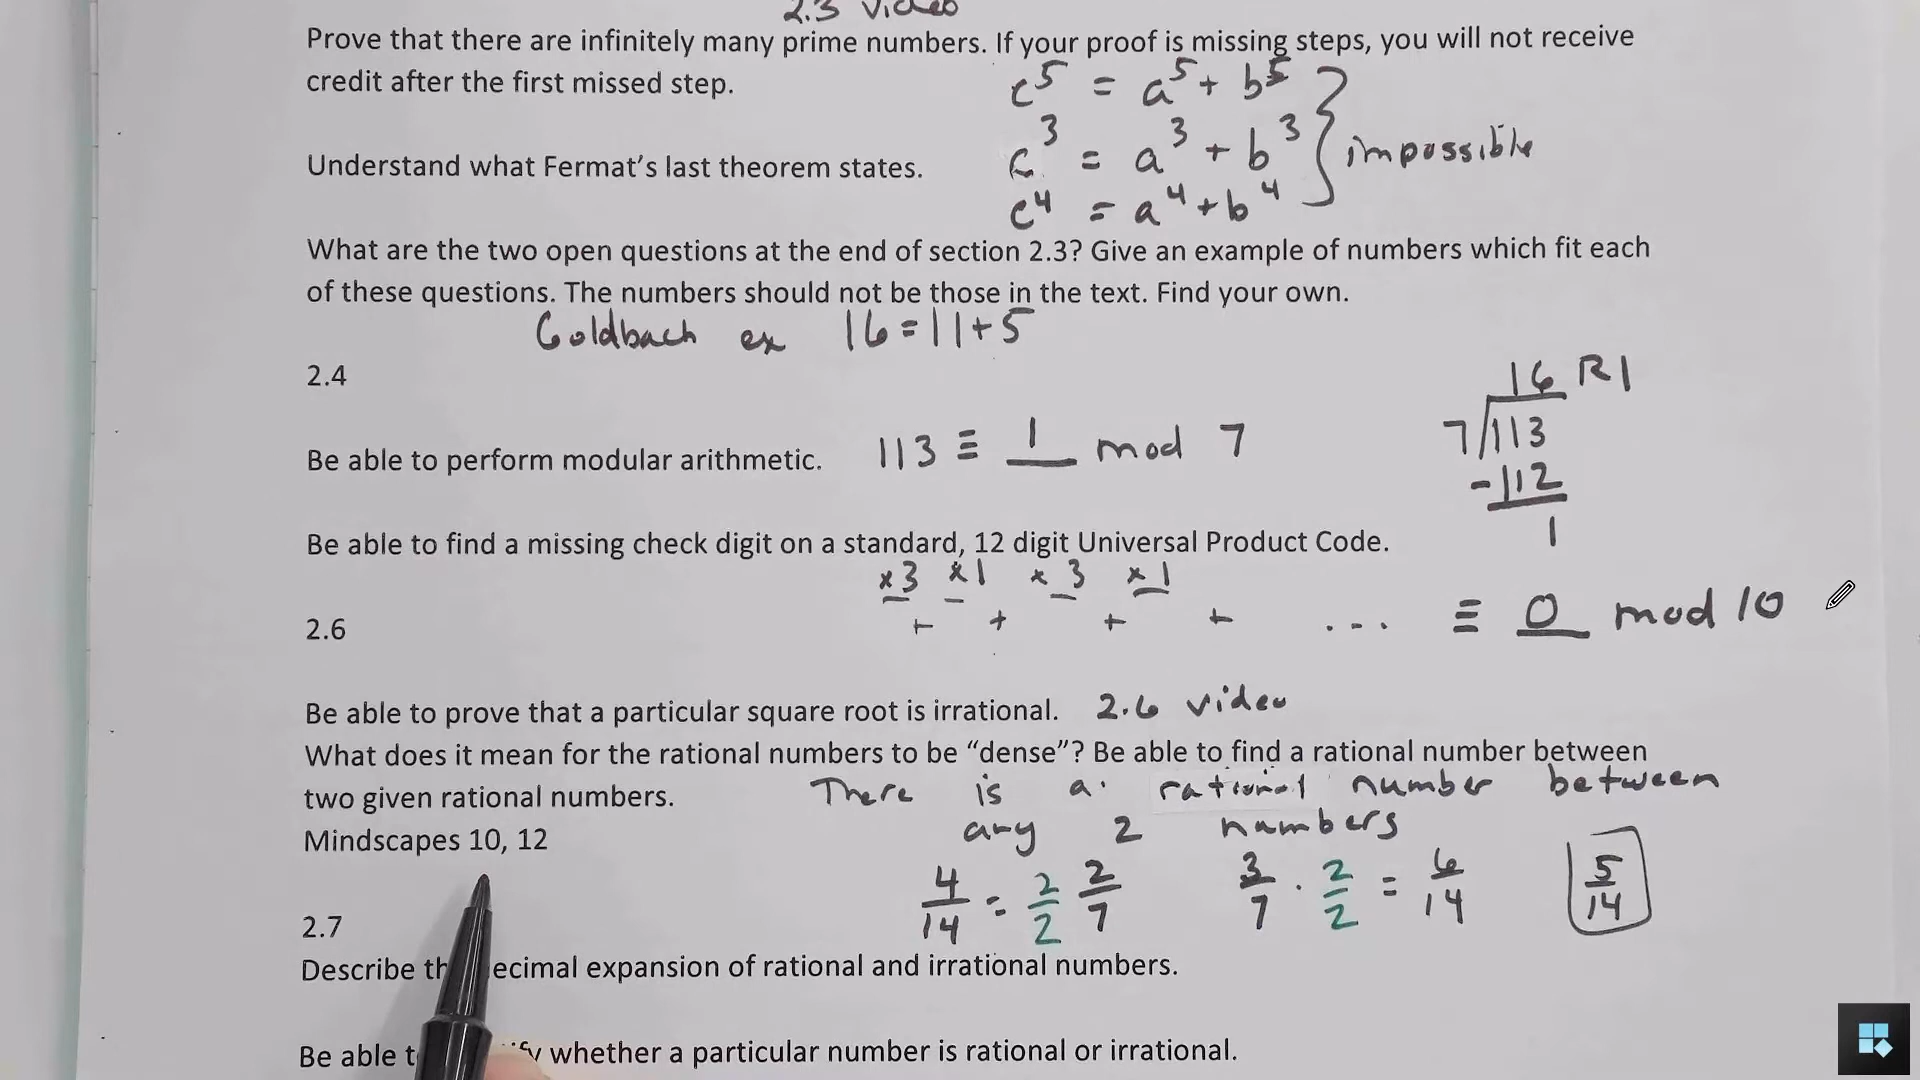 2.3 video
Prove that there are infinitely many prime numbers. If your proof is missing steps, you will not receive
credit after the first missed step.
c⁵ = a⁵ + b⁵
c³ = a³ + b³ } impossible
Understand what Fermat’s last theorem states.
c⁴ = a⁴ + b⁴
What are the two open questions at the end of section 2.3? Give an example of numbers which fit each
of these questions. The numbers should not be those in the text. Find your own.
Goldbach ex 16 = 11 + 5
2.4
16 R1
7 113
-112
1
Be able to perform modular arithmetic. 113 ≡ 1 mod 7
Be able to find a missing check digit on a standard, 12 digit Universal Product Code.
×3 ×1 ×3 ×1
+ + + + ... ≡ 0 mod 10
2.6
Be able to prove that a particular square root is irrational. 2.6 video
What does it mean for the rational numbers to be “dense”? Be able to find a rational number between
two given rational numbers. There is a rational number between
any 2 numbers
Mindscapes 10, 12
4/14 = 2/2 2/7 3/7 · 2/2 = 6/14 5/14
2.7
Describe ecimal expansion of rational and irrational numbers.
Be able whether a particular number is rational or irrational.